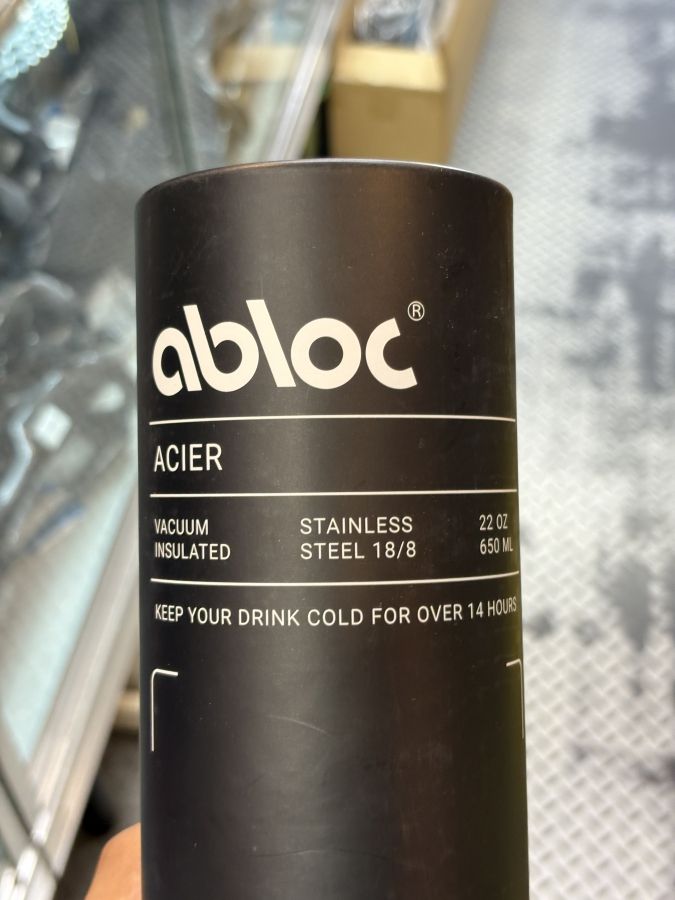 abloc®
ACIER
VACUUM INSULATED
STAINLESS STEEL 18/8
22 OZ 650 ML
KEEP YOUR DRINK COLD FOR OVER 14 HOURS